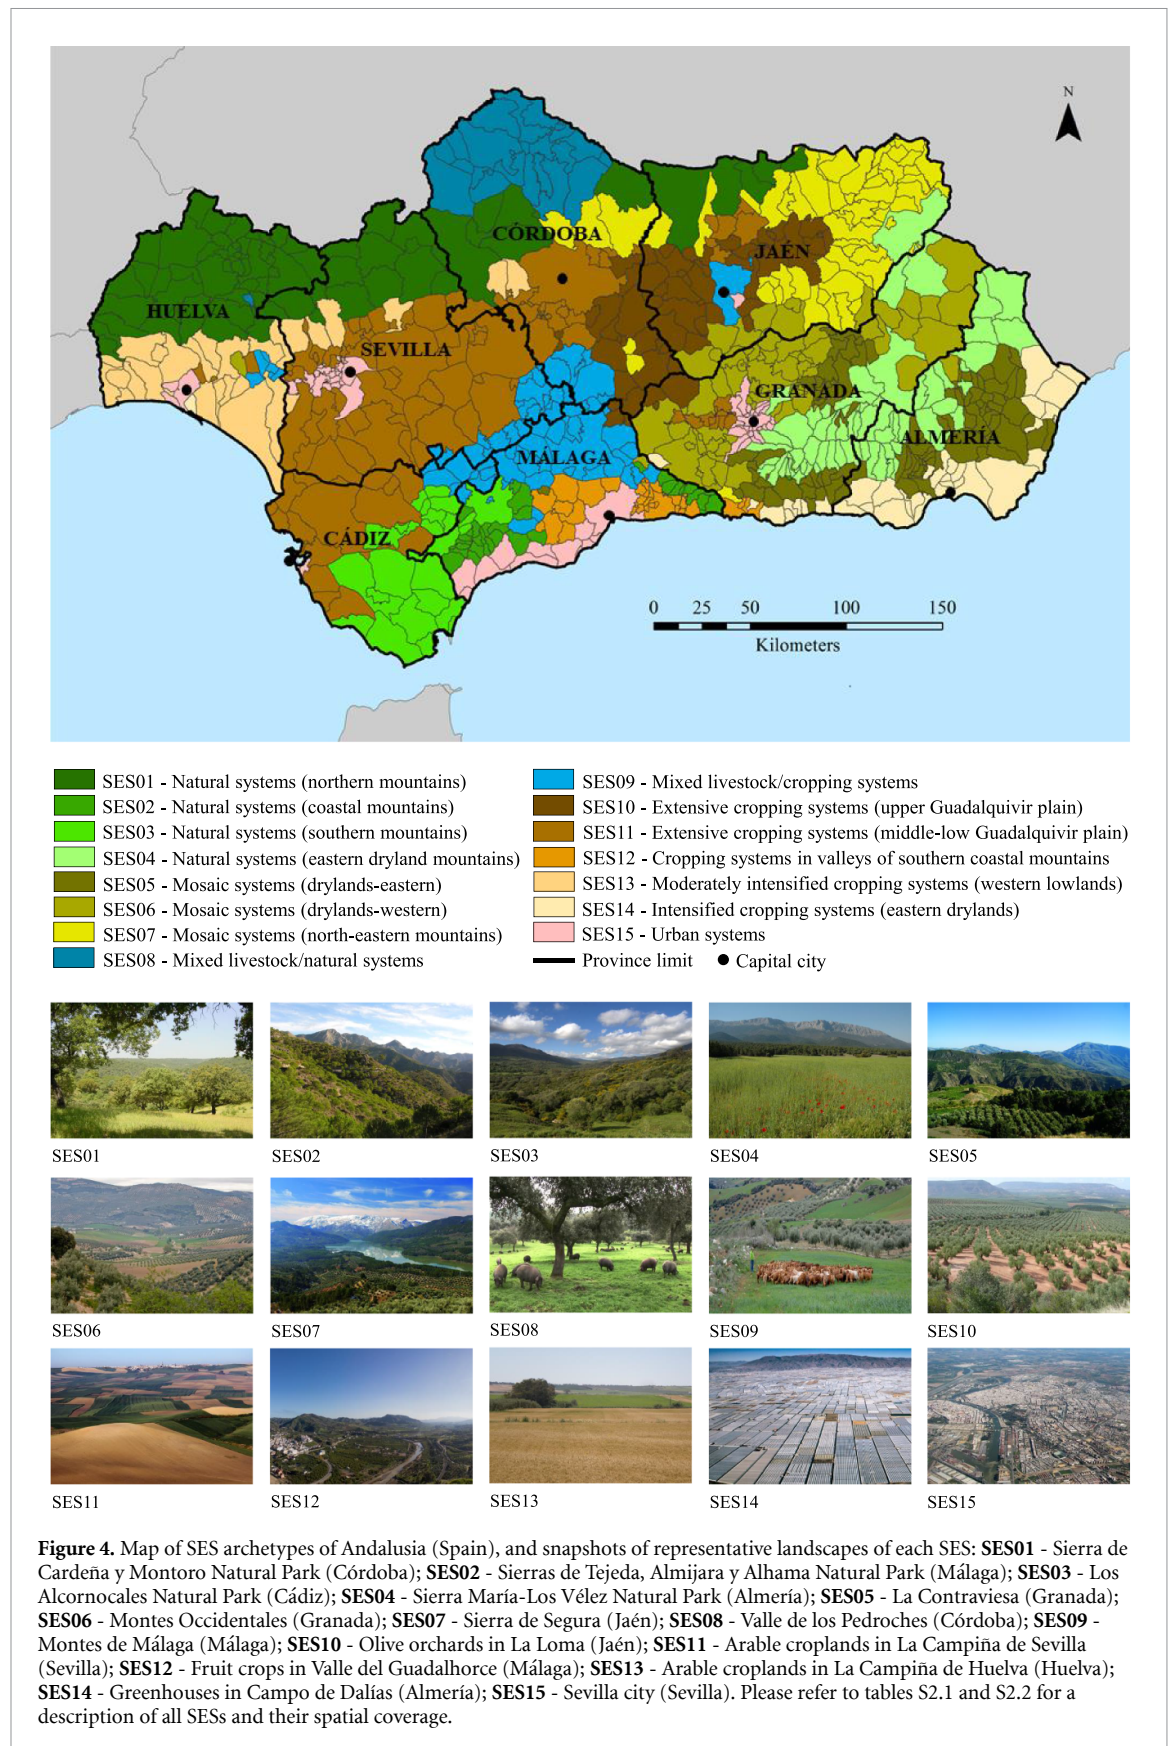 N
CÓRDOBA
JAÉN
HUELVA
SEVILLA
GRANADA
ALMERÍA
MÁLAGA
CÁDIZ
0 25 50 100 150
Kilometers
SES01 - Natural systems (northern mountains)
SES02 - Natural systems (coastal mountains)
SES03 - Natural systems (southern mountains)
SES04 - Natural systems (eastern dryland mountains)
SES05 - Mosaic systems (drylands-eastern)
SES06 - Mosaic systems (drylands-western)
SES07 - Mosaic systems (north-eastern mountains)
SES08 - Mixed livestock/natural systems
SES09 - Mixed livestock/cropping systems
SES10 - Extensive cropping systems (upper Guadalquivir plain)
SES11 - Extensive cropping systems (middle-low Guadalquivir plain)
SES12 - Cropping systems in valleys of southern coastal mountains
SES13 - Moderately intensified cropping systems (western lowlands)
SES14 - Intensified cropping systems (eastern drylands)
SES15 - Urban systems
Province limit Capital city
SES01 SES02 SES03 SES04 SES05
SES06 SES07 SES08 SES09 SES10
SES11 SES12 SES13 SES14 SES15
Figure 4. Map of SES archetypes of Andalusia (Spain), and snapshots of representative landscapes of each SES: SES01 - Sierra de
Cardeña y Montoro Natural Park (Córdoba); SES02 - Sierras de Tejeda, Almijara y Alhama Natural Park (Málaga); SES03 - Los
Alcornocales Natural Park (Cádiz); SES04 - Sierra María-Los Vélez Natural Park (Almería); SES05 - La Contraviesa (Granada);
SES06 - Montes Occidentales (Granada); SES07 - Sierra de Segura (Jaén); SES08 - Valle de los Pedroches (Córdoba); SES09 -
Montes de Málaga (Málaga); SES10 - Olive orchards in La Loma (Jaén); SES11 - Arable croplands in La Campiña de Sevilla
(Sevilla); SES12 - Fruit crops in Valle del Guadalhorce (Málaga); SES13 - Arable croplands in La Campiña de Huelva (Huelva);
SES14 - Greenhouses in Campo de Dalías (Almería); SES15 - Sevilla city (Sevilla). Please refer to tables S2.1 and S2.2 for a
description of all SESs and their spatial coverage.